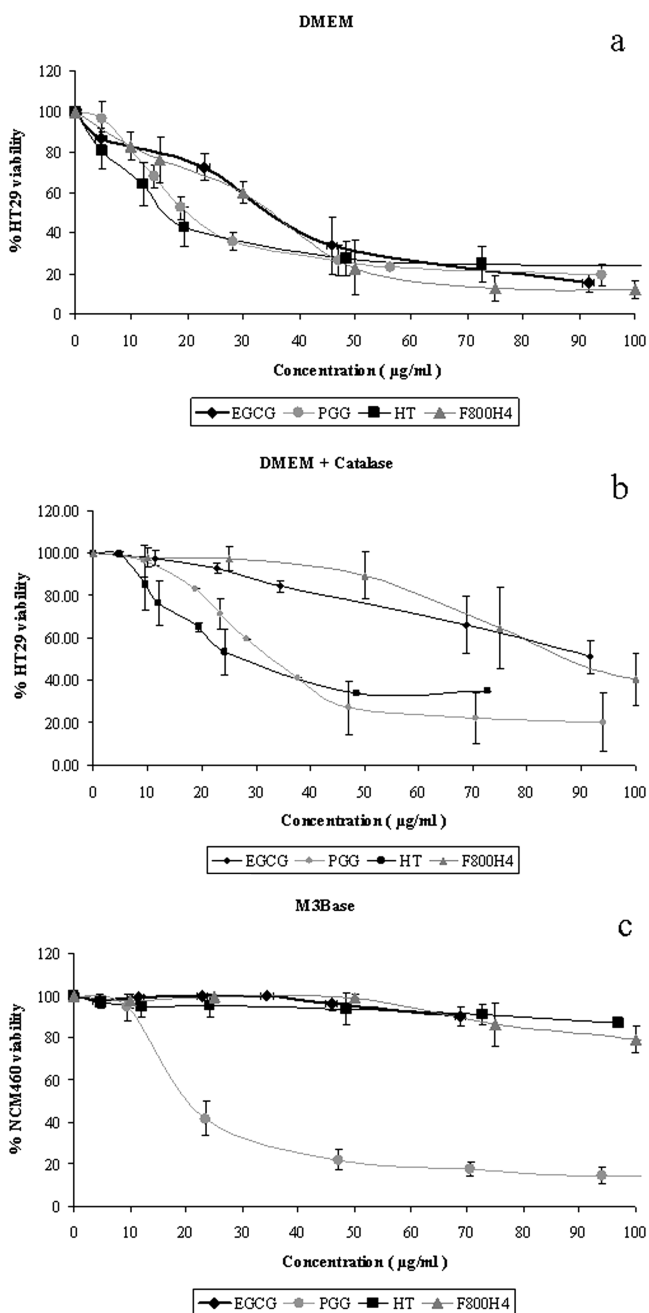 DMEM
a
120
100
80
60
40
20
0
% HT29 viability
0 10 20 30 40 50 60 70 80 90 100
Concentration ( µg/ml )
EGCG PGG HT F800H4
DMEM + Catalase
b
120.00
100.00
80.00
60.00
40.00
20.00
0.00
% HT29 viability
0 10 20 30 40 50 60 70 80 90 100
Concentration ( µg/ml )
EGCG PGG HT F800H4
M3Base
c
120
100
80
60
40
20
0
% NCM460 viability
0 10 20 30 40 50 60 70 80 90 100
Concentration ( µg/ml )
EGCG PGG HT F800H4